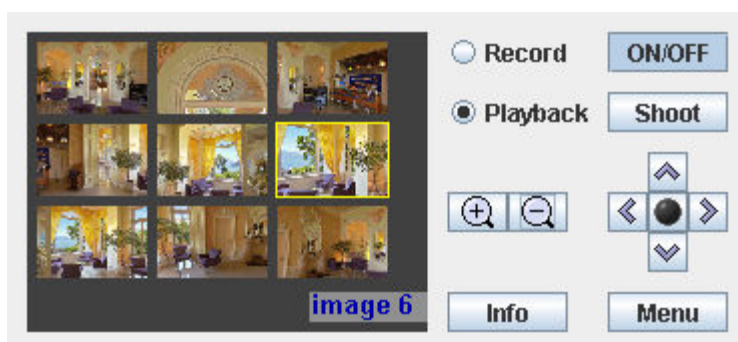 Record
ON/OFF
Playback
Shoot
image 6
Info
Menu